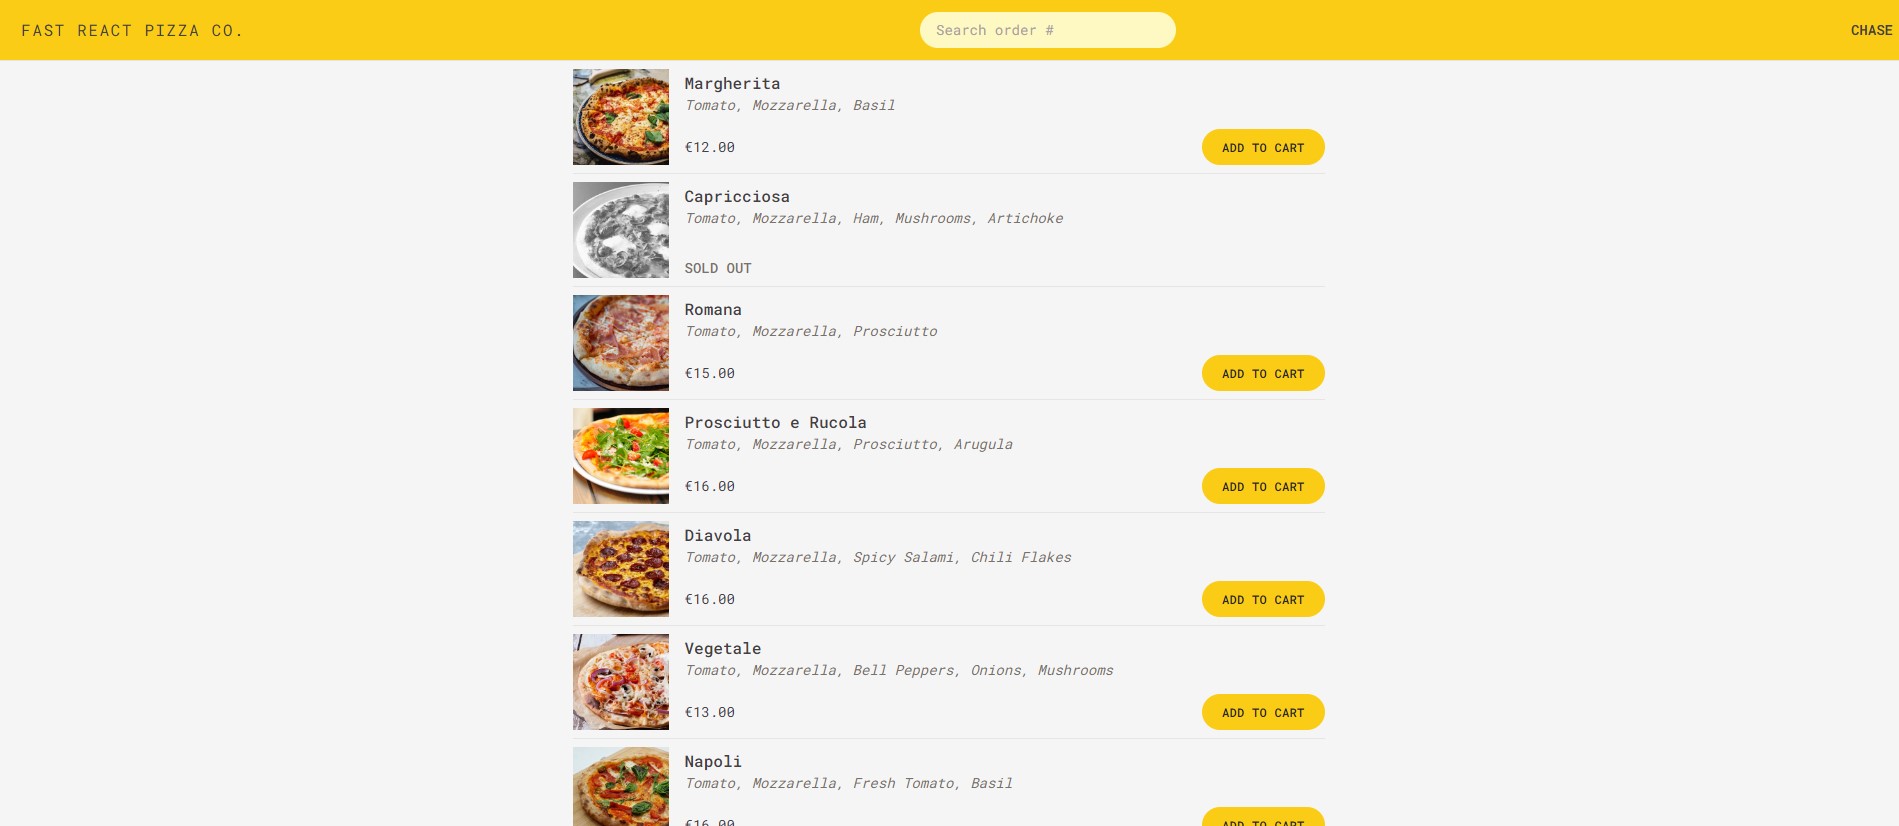 FAST REACT PIZZA CO.
Search order #
CHASE
Margherita
Tomato, Mozzarella, Basil
€12.00
ADD TO CART
Capricciosa
Tomato, Mozzarella, Ham, Mushrooms, Artichoke
SOLD OUT
Romana
Tomato, Mozzarella, Prosciutto
€15.00
ADD TO CART
Prosciutto e Rucola
Tomato, Mozzarella, Prosciutto, Arugula
€16.00
ADD TO CART
Diavola
Tomato, Mozzarella, Spicy Salami, Chili Flakes
€16.00
ADD TO CART
Vegetale
Tomato, Mozzarella, Bell Peppers, Onions, Mushrooms
€13.00
ADD TO CART
Napoli
Tomato, Mozzarella, Fresh Tomato, Basil
€16.00
ADD TO CART